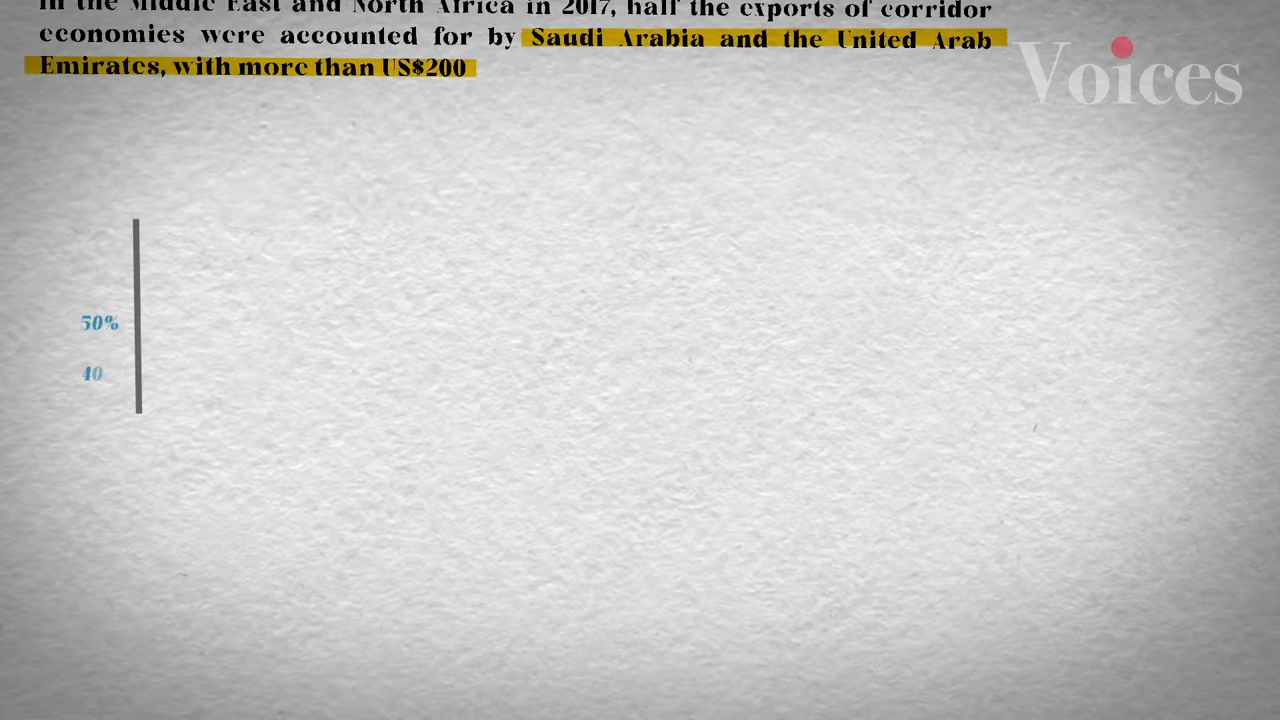 in the Middle East and North Africa in 2017, half the exports of corridor
economies were accounted for by Saudi Arabia and the United Arab
Emirates, with more than US$200
Voices
50%
40